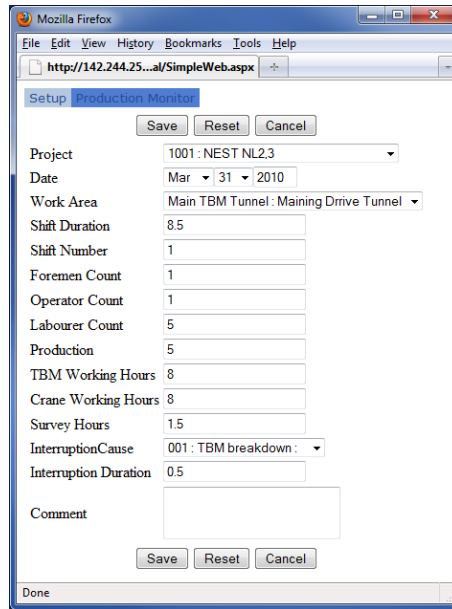 Mozilla Firefox
File Edit View History Bookmarks Tools Help
http://142.244.25...al/SimpleWeb.aspx
Setup Production Monitor
Save Reset Cancel
Project 1001 : NEST NL2,3
Date Mar 31 2010
Work Area Main TBM Tunnel : Maining Drrive Tunnel
Shift Duration 8.5
Shift Number 1
Foremen Count 1
Operator Count 1
Labourer Count 5
Production 5
TBM Working Hours 8
Crane Working Hours 8
Survey Hours 1.5
InterruptionCause 001 : TBM breakdown :
Interruption Duration 0.5
Comment
Save Reset Cancel
Done